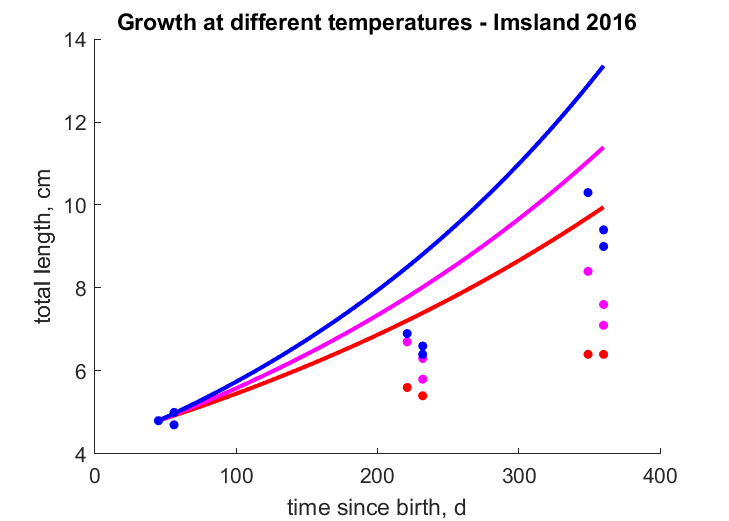 Growth at different temperatures - Imsland 2016
14
12
10
8
6
4
total length, cm
0 100 200 300 400
time since birth, d